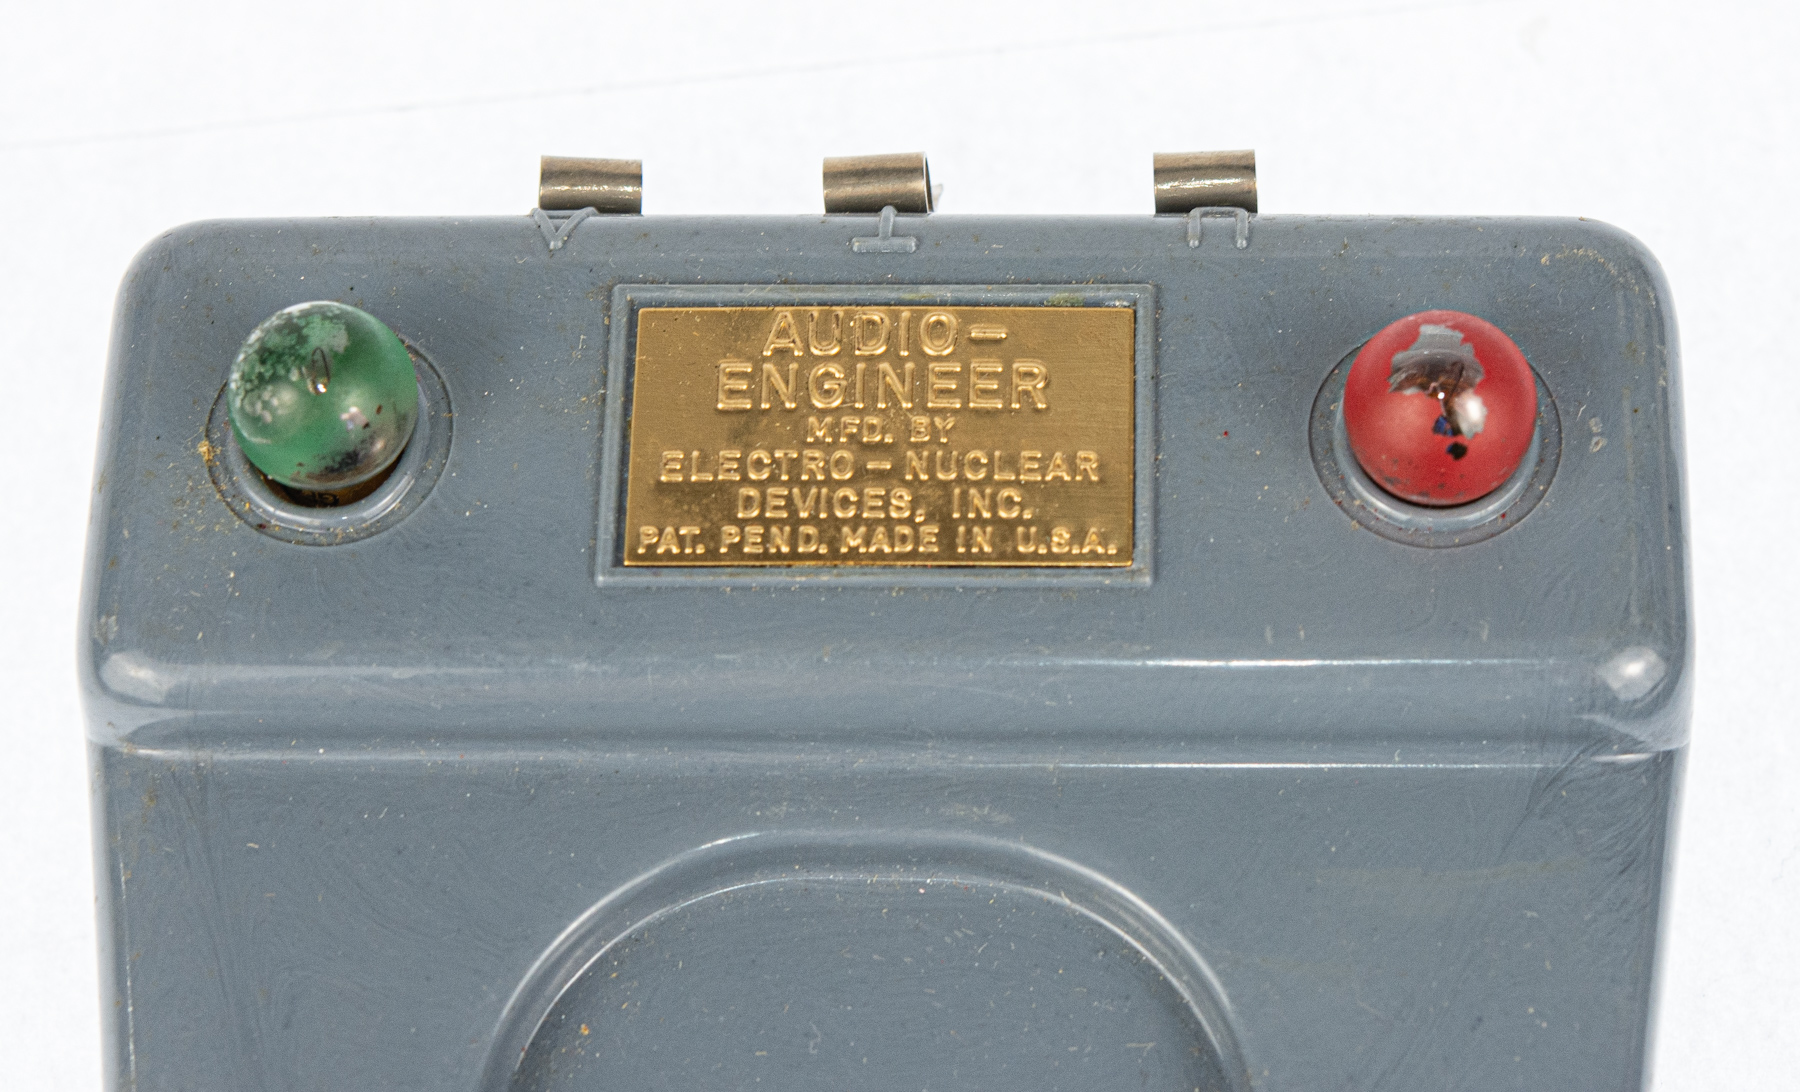 AUDIO-
ENGINEER
MFD. BY
ELECTRO-NUCLEAR
DEVICES, INC.
PAT. PEND. MADE IN U.S.A.